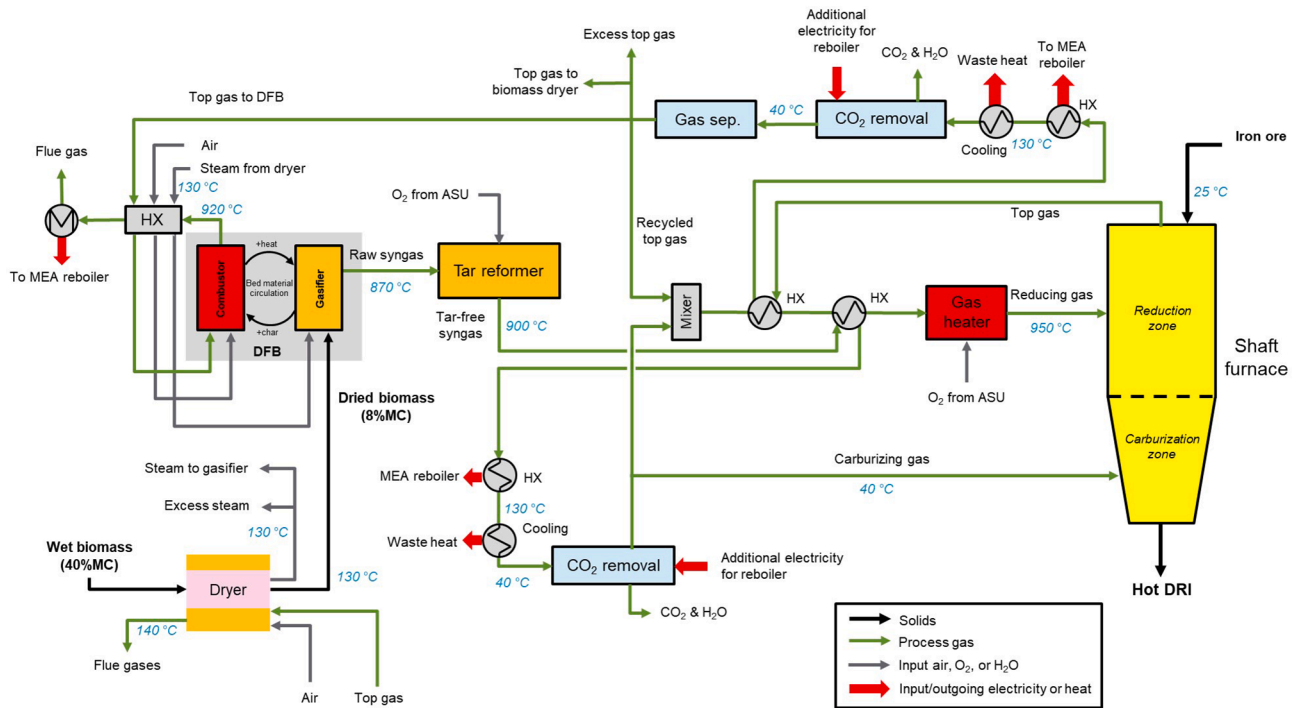 Excess top gas
Additional
electricity for
reboiler
CO₂ & H₂O
Waste heat
To MEA
reboiler
Top gas to
biomass dryer
Top gas to DFB
Gas sep.
40 °C
CO₂ removal
Cooling
130 °C
HX
Iron ore
25 °C
Flue gas
Air
Steam from dryer
130 °C
920 °C
HX
To MEA reboiler
O₂ from ASU
Recycled
top gas
Top gas
+heat
Combustor
Bed material
circulation
Gasifier
+char
DFB
Raw syngas
870 °C
Tar reformer
Tar-free
syngas
900 °C
Mixer
HX
HX
Gas
heater
Reducing gas
950 °C
O₂ from ASU
Reduction
zone
Shaft
furnace
Carburization
zone
Dried biomass
(8%MC)
Steam to gasifier
Excess steam
130 °C
Wet biomass
(40%MC)
Dryer
130 °C
140 °C
Flue gases
Air
Top gas
MEA reboiler
HX
130 °C
Waste heat
Cooling
40 °C
CO₂ removal
Additional electricity
for reboiler
CO₂ & H₂O
Carburizing gas
40 °C
Hot DRI
Solids
Process gas
Input air, O₂, or H₂O
Input/outgoing electricity or heat